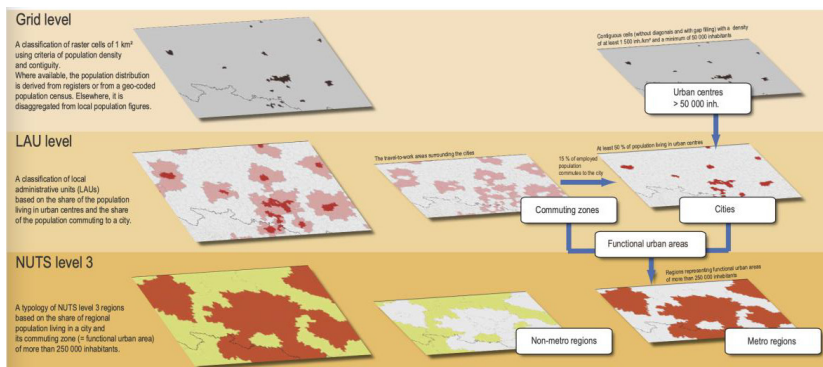 Grid level
A classification of raster cells of 1 km²
using criteria of population density
and contiguity.
Where available, the population distribution
is derived from registers or from a geo-coded
population census. Elsewhere, it is
disaggregated from local population figures.
Contiguous cells (without diagonals and with gap filling) with a density
of at least 1 500 inh./km² and a minimum of 50 000 inhabitants
Urban centres
> 50 000 inh.
LAU level
A classification of local
administrative units (LAUs)
based on the share of the population
living in urban centres and the share
of the population commuting to a city.
The travel-to-work areas surrounding the cities
15 % of employed
population
commutes to the city
At least 50 % of population living in urban centres
Commuting zones
Cities
Functional urban areas
NUTS level 3
A typology of NUTS level 3 regions
based on the share of regional
population living in a city and
its commuting zone (= functional urban area)
of more than 250 000 inhabitants.
Regions representing functional urban areas
of more than 250 000 inhabitants
Non-metro regions
Metro regions